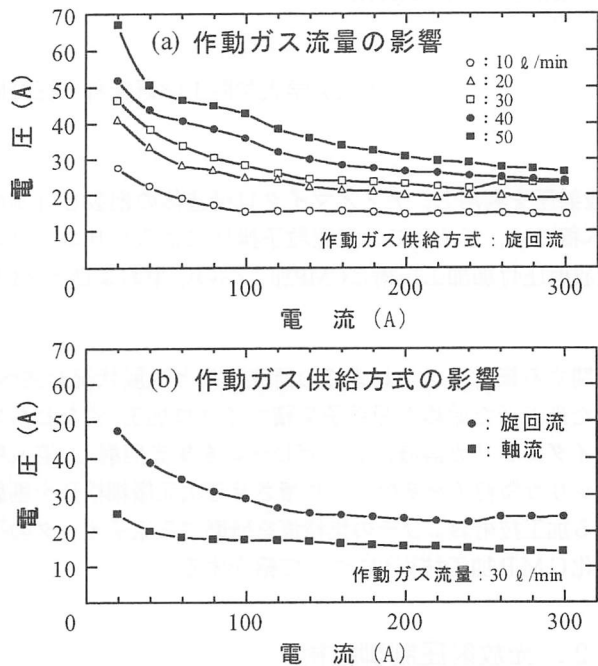 (a) 作動ガス流量の影響
○ : 10 ℓ/min
△ : 20
□ : 30
● : 40
■ : 50
作動ガス供給方式 : 旋回流
電 圧 (A)
70
60
50
40
30
20
10
0
100
200
300
電 流 (A)
(b) 作動ガス供給方式の影響
● : 旋回流
■ : 軸流
作動ガス流量 : 30 ℓ/min
電 圧 (A)
70
60
50
40
30
20
10
0
100
200
300
電 流 (A)